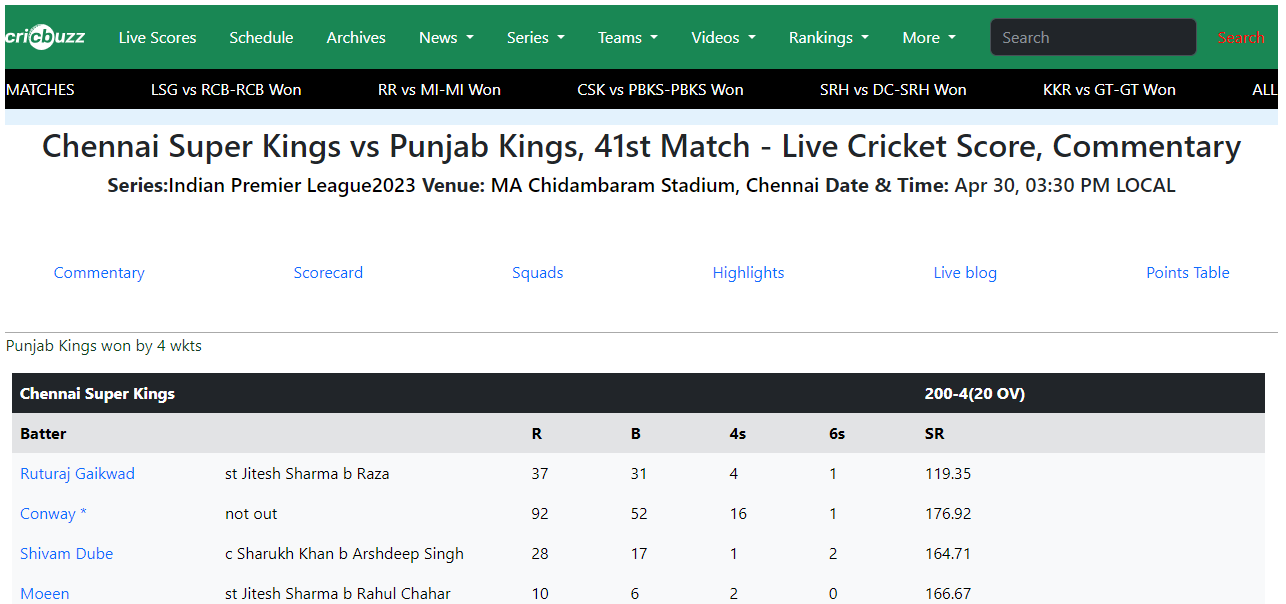 cricbuzz Live Scores Schedule Archives News Series Teams Videos Rankings More Search Search
MATCHES LSG vs RCB-RCB Won RR vs MI-MI Won CSK vs PBKS-PBKS Won SRH vs DC-SRH Won KKR vs GT-GT Won ALL
Chennai Super Kings vs Punjab Kings, 41st Match - Live Cricket Score, Commentary
Series:Indian Premier League2023 Venue: MA Chidambaram Stadium, Chennai Date & Time: Apr 30, 03:30 PM LOCAL
Commentary Scorecard Squads Highlights Live blog Points Table
Punjab Kings won by 4 wkts
Chennai Super Kings 200-4(20 OV)
Batter R B 4s 6s SR
Ruturaj Gaikwad st Jitesh Sharma b Raza 37 31 4 1 119.35
Conway * not out 92 52 16 1 176.92
Shivam Dube c Sharukh Khan b Arshdeep Singh 28 17 1 2 164.71
Moeen st Jitesh Sharma b Rahul Chahar 10 6 2 0 166.67